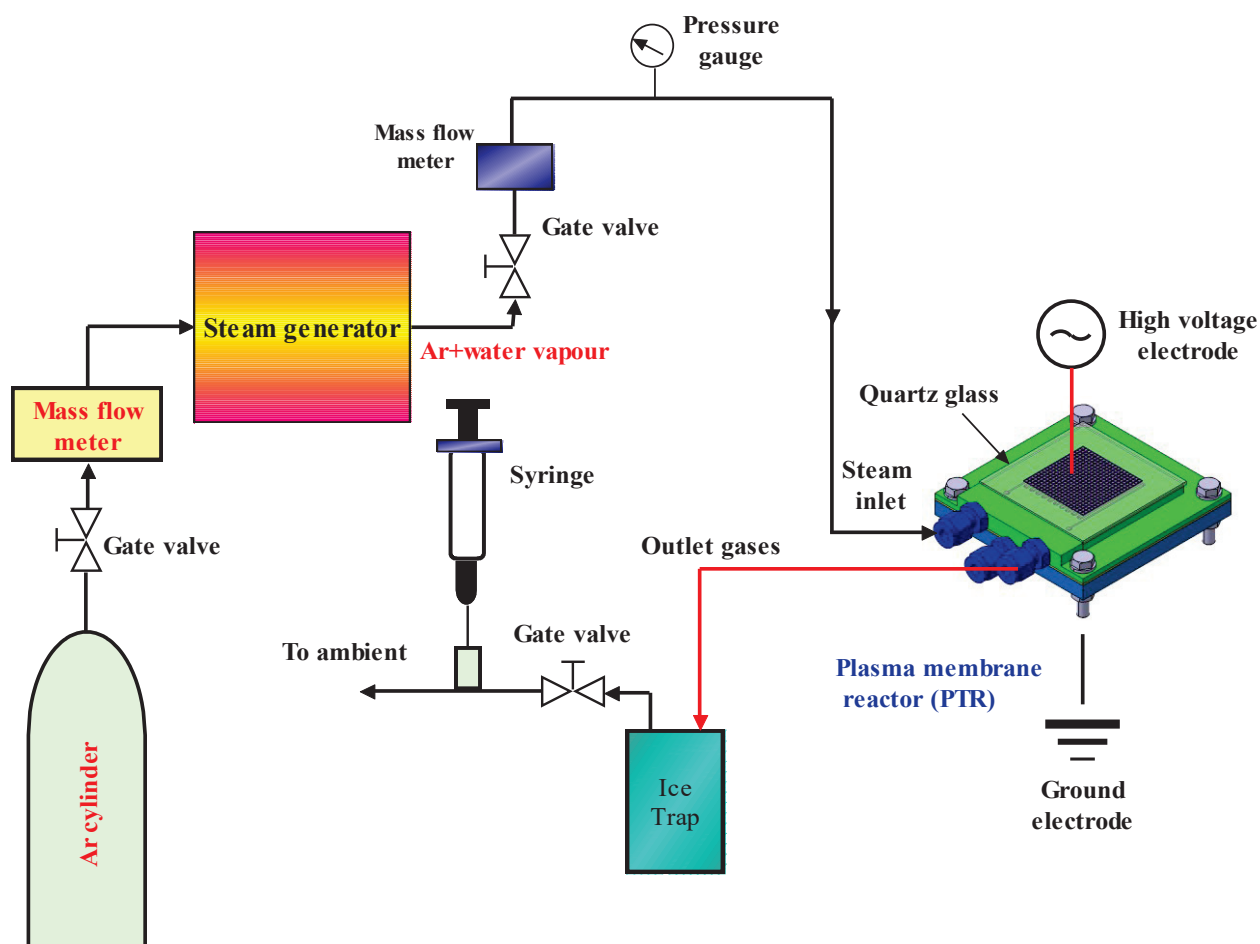 Pressure
gauge
Mass flow
meter
Gate valve
Steam generator
Ar+water vapour
High voltage
electrode
Quartz glass
Mass flow
meter
Syringe
Steam
inlet
Gate valve
Outlet gases
Gate valve
To ambient
Plasma membrane
reactor (PTR)
Ice
Trap
Ar cylinder
Ground
electrode